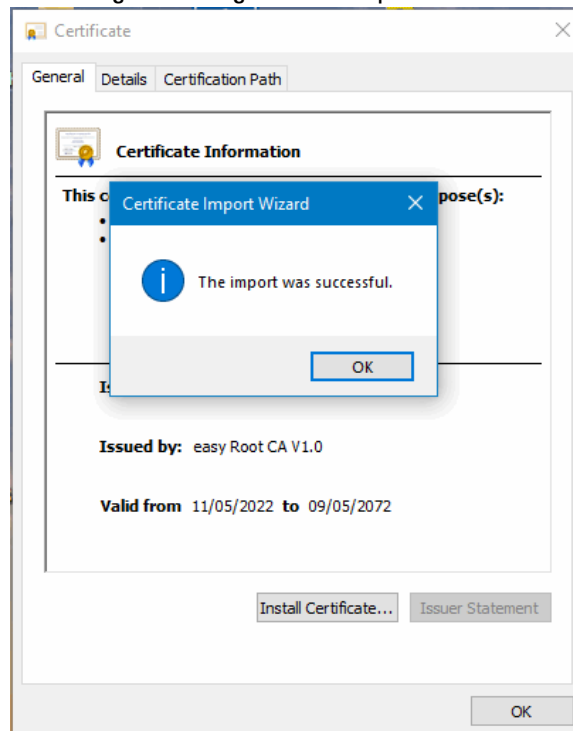 Certificate
General Details Certification Path
Certificate Information
This pose(s):
Certificate Import Wizard
The import was successful.
OK
Issued by: easy Root CA V1.0
Valid from 11/05/2022 to 09/05/2072
Install Certificate... Issuer Statement
OK